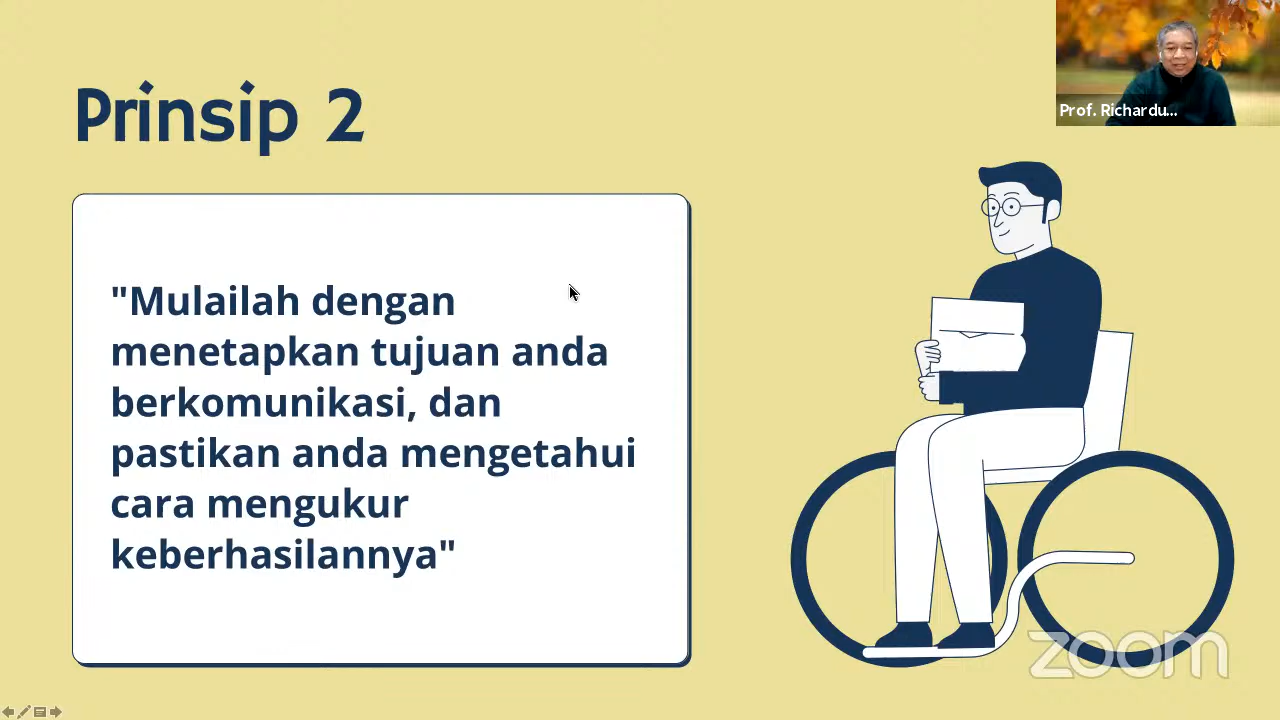 Prof. Richardu...
Prinsip 2
"Mulailah dengan
menetapkan tujuan anda
berkomunikasi, dan
pastikan anda mengetahui
cara mengukur
keberhasilannya"
zoom